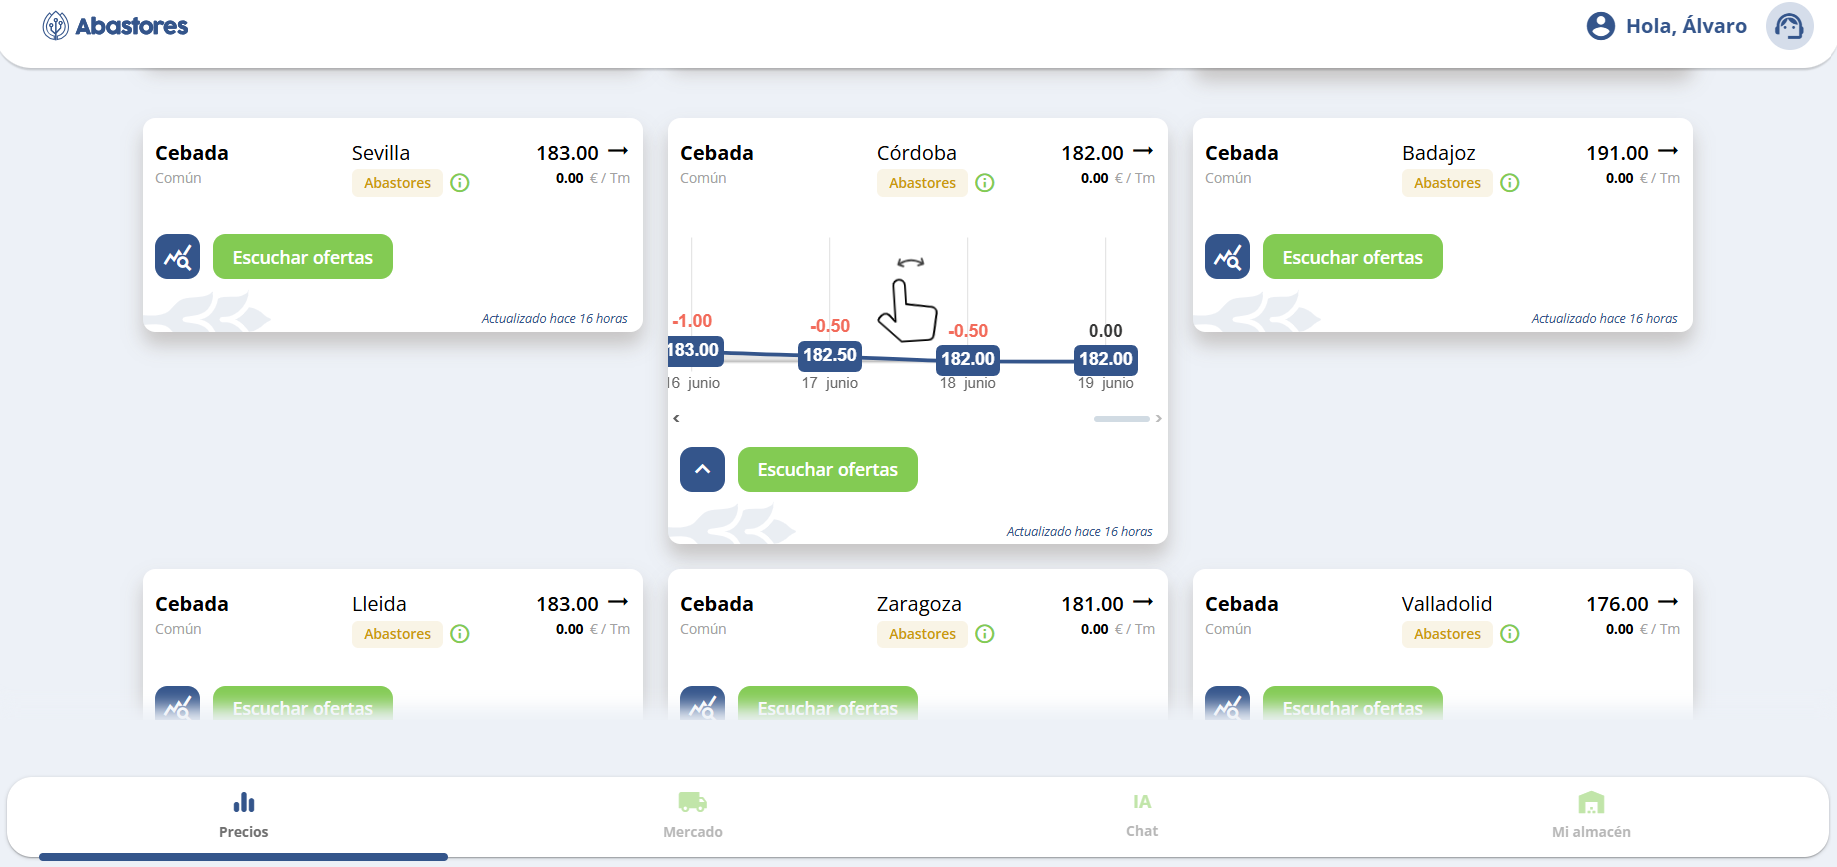 Abastores
Hola, Álvaro
Cebada Sevilla 183.00
Común Abastores 0.00 € / Tm
Escuchar ofertas
Actualizado hace 16 horas
Cebada Córdoba 182.00
Común Abastores 0.00 € / Tm
-1.00 -0.50 -0.50 0.00
183.00 182.50 182.00 182.00
16 junio 17 junio 18 junio 19 junio
Escuchar ofertas
Actualizado hace 16 horas
Cebada Badajoz 191.00
Común Abastores 0.00 € / Tm
Escuchar ofertas
Actualizado hace 16 horas
Cebada Lleida 183.00
Común Abastores 0.00 € / Tm
Escuchar ofertas
Cebada Zaragoza 181.00
Común Abastores 0.00 € / Tm
Escuchar ofertas
Cebada Valladolid 176.00
Común Abastores 0.00 € / Tm
Escuchar ofertas
Precios
Mercado
IA
Chat
Mi almacén